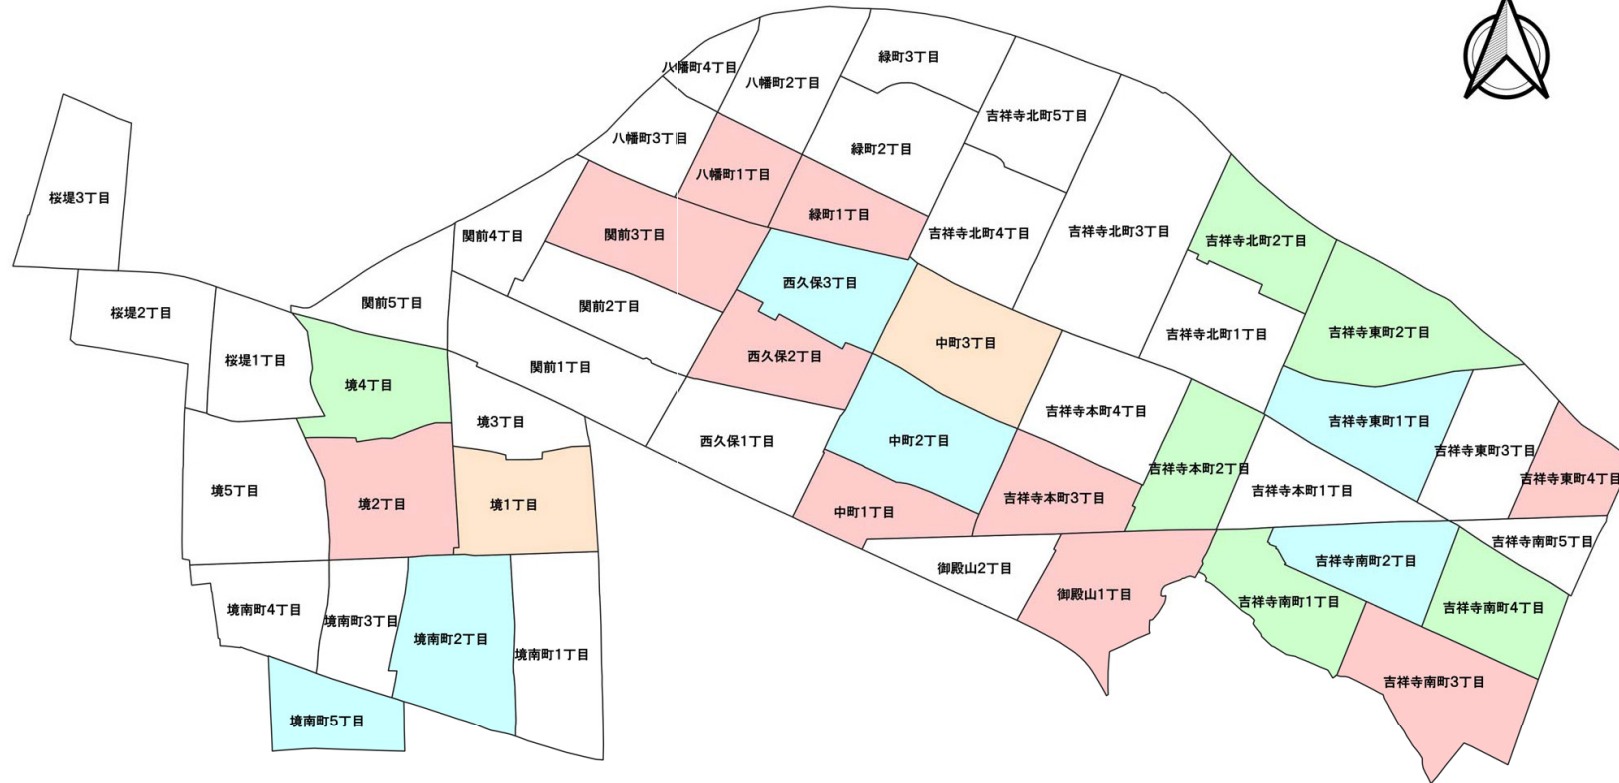 緑町3丁目
八幡町4丁目
八幡町2丁目
吉祥寺北町5丁目
八幡町3丁目
緑町2丁目
八幡町1丁目
桜堤3丁目
緑町1丁目
関前4丁目
関前3丁目
吉祥寺北町4丁目
吉祥寺北町3丁目
吉祥寺北町2丁目
西久保3丁目
関前5丁目
関前2丁目
桜堤2丁目
吉祥寺北町1丁目
吉祥寺東町2丁目
中町3丁目
西久保2丁目
桜堤1丁目
関前1丁目
境4丁目
吉祥寺本町4丁目
境3丁目
吉祥寺東町1丁目
西久保1丁目
中町2丁目
吉祥寺東町3丁目
吉祥寺本町2丁目
吉祥寺東町4丁目
境5丁目
吉祥寺本町1丁目
吉祥寺本町3丁目
境2丁目
境1丁目
中町1丁目
吉祥寺南町5丁目
吉祥寺南町2丁目
御殿山2丁目
御殿山1丁目
吉祥寺南町1丁目
吉祥寺南町4丁目
境南町4丁目
境南町3丁目
境南町2丁目
境南町1丁目
吉祥寺南町3丁目
境南町5丁目